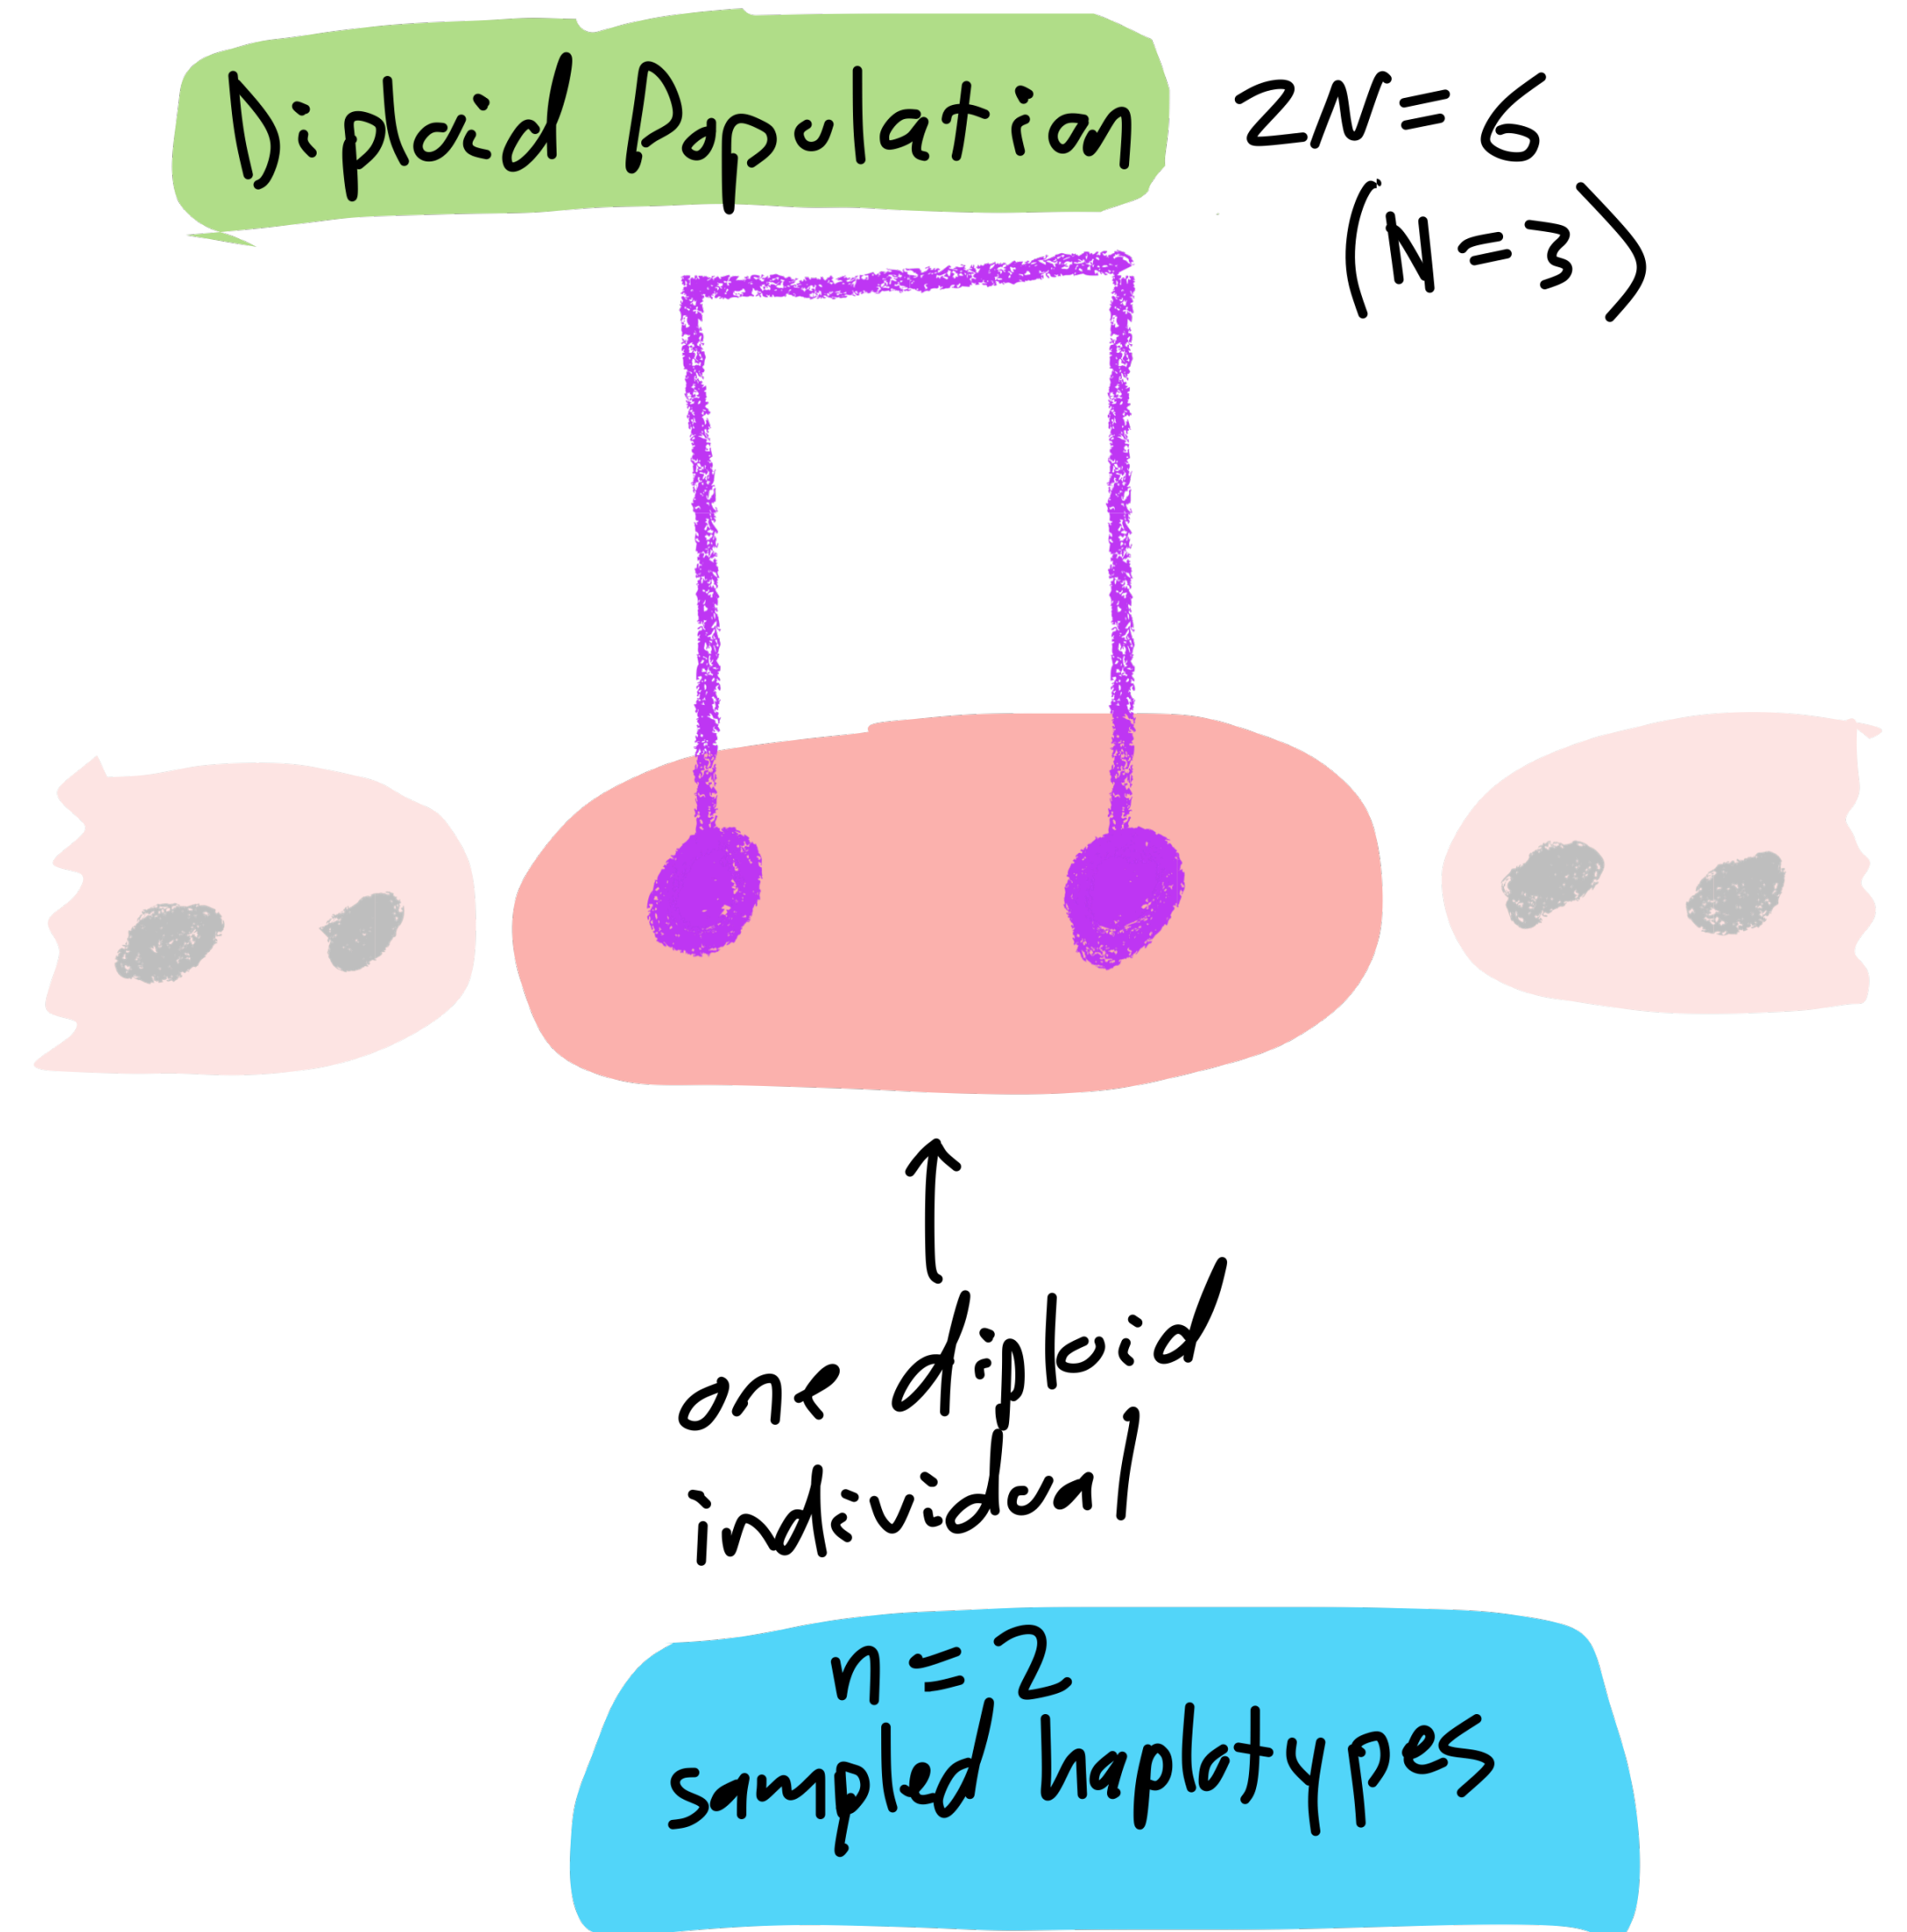 Diploid Population 2N=6
(N=3)
one diploid
individual
n=2
sampled haplotypes